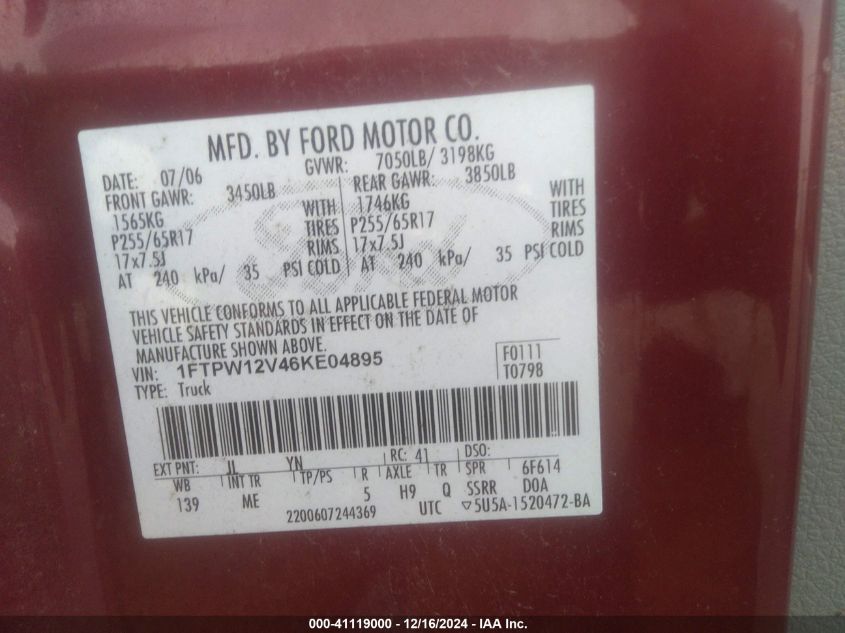 MFD. BY FORD MOTOR CO.
DATE: 07/06 GVWR: 7050LB/ 3198KG
FRONT GAWR: 3450LB REAR GAWR: 3850LB
1565KG WITH 1746KG WITH
P255/65R17 TIRES P255/65R17 TIRES
17x7.5J RIMS 17x7.5J RIMS
AT 240 kPa/ 35 PSI COLD AT 240 kPa/ 35 PSI COLD
Ford
THIS VEHICLE CONFORMS TO ALL APPLICABLE FEDERAL MOTOR
VEHICLE SAFETY STANDARDS IN EFFECT ON THE DATE OF
MANUFACTURE SHOWN ABOVE.
VIN: 1FTPW12V46KE04895 F0111
TYPE: Truck T0798
EXT PNT: JL YN RC: 41 DSO:
WB INT TR TP/PS R AXLE TR SPR 6F614
139 ME 5 H9 Q SSRR DOA
2200607244369 UTC ▽5U5A-1520472-BA
000-41119000 - 12/16/2024 - IAA Inc.